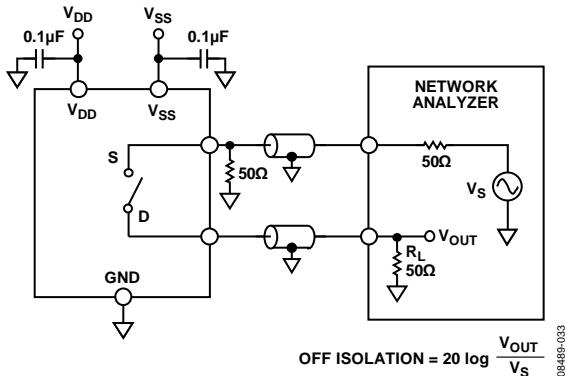 VDD
VSS
0.1µF
0.1µF
VDD
VSS
NETWORK
ANALYZER
S
50Ω
50Ω
VS
D
VOUT
RL
50Ω
GND
OFF ISOLATION = 20 log VOUT
VS
08489-033